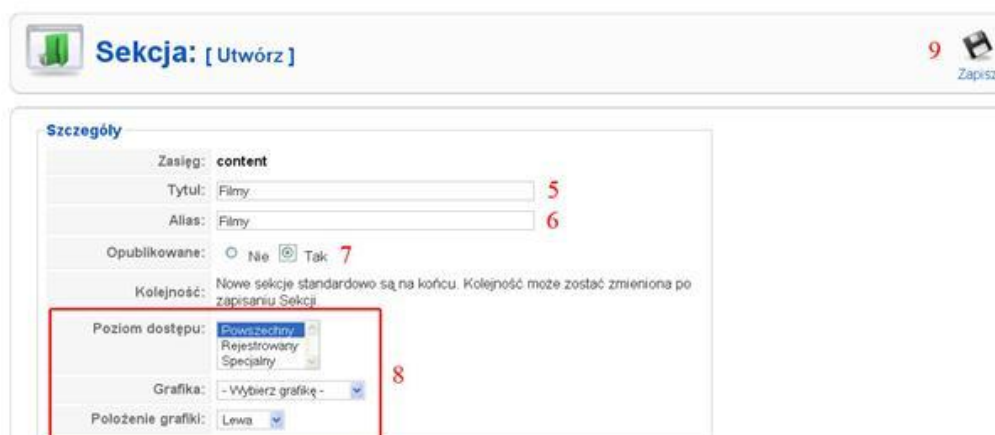 Sekcja: [ Utwórz ]
9
Zapisz
Szczegóły
Zasięg: content
Tytuł: Filmy 5
Alias: Filmy 6
Opublikowane: Nie Tak 7
Kolejność: Nowe sekcje standardowo są na końcu. Kolejność może zostać zmieniona po
zapisaniu Sekcji.
Poziom dostępu: Powszechny
Rejestrowany
Specjalny
8
Grafika: - Wybierz grafikę -
Położenie grafiki: Lewa